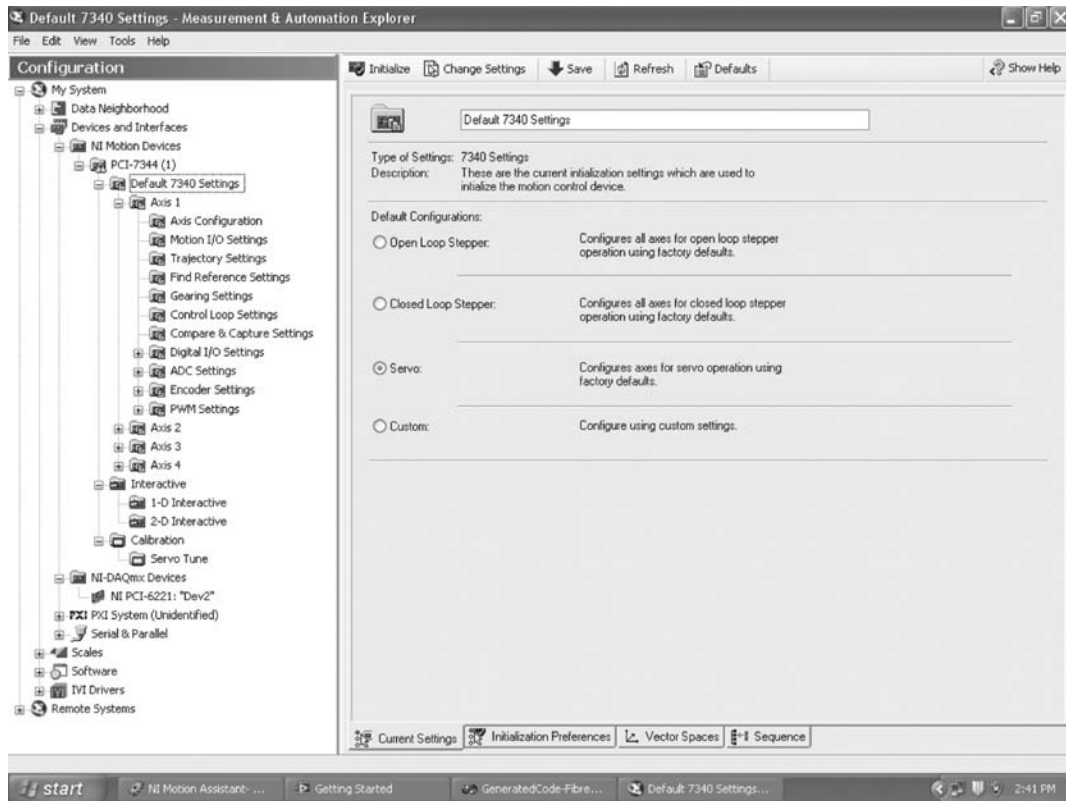 Default 7340 Settings - Measurement & Automation Explorer
File Edit View Tools Help
Configuration
My System
Data Neighborhood
Devices and Interfaces
NI Motion Devices
PCI-7344 (1)
Default 7340 Settings
Axis 1
Axis Configuration
Motion I/O Settings
Trajectory Settings
Find Reference Settings
Gearing Settings
Control Loop Settings
Compare & Capture Settings
Digital I/O Settings
ADC Settings
Encoder Settings
PWM Settings
Axis 2
Axis 3
Axis 4
Interactive
1-D Interactive
2-D Interactive
Calibration
Servo Tune
NI-DAQmx Devices
NI PCI-6221: "Dev2"
PXI PXI System (Unidentified)
Serial & Parallel
Scales
Software
IVI Drivers
Remote Systems
Initialize Change Settings Save Refresh Defaults Show Help
Default 7340 Settings
Type of Settings: 7340 Settings
Description: These are the current intialization settings which are used to
intialize the motion control device.
Default Configurations:
Open Loop Stepper: Configures all axes for open loop stepper
operation using factory defaults.
Closed Loop Stepper: Configures all axes for closed loop stepper
operation using factory defaults.
Servo: Configures axes for servo operation using
factory defaults.
Custom: Configure using custom settings.
Current Settings Initialization Preferences Vector Spaces Sequence
start NI Motion Assistant- ... Getting Started GeneratedCode-Fibre... Default 7340 Settings... 2:41 PM